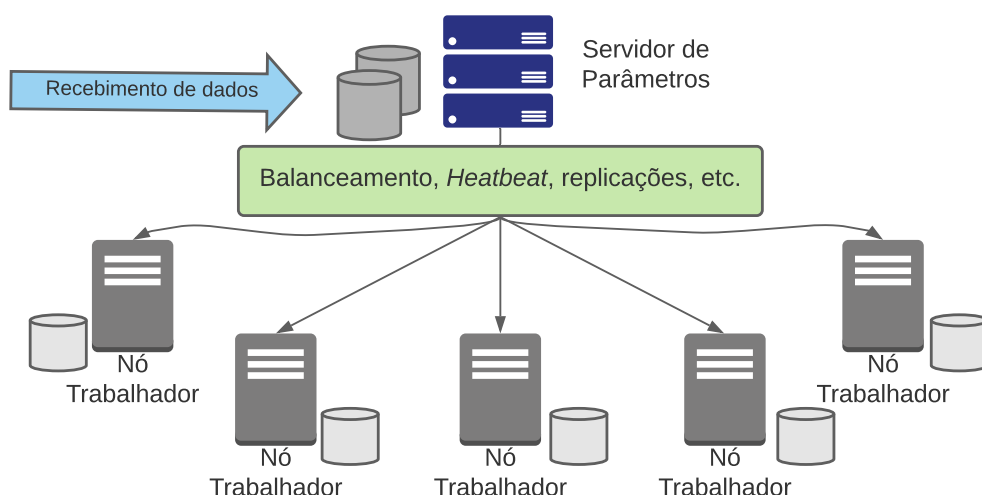 Servidor de
Parâmetros
Recebimento de dados
Balanceamento, Heatbeat, replicações, etc.
Nó
Trabalhador
Nó
Trabalhador
Nó
Trabalhador
Nó
Trabalhador
Nó
Trabalhador